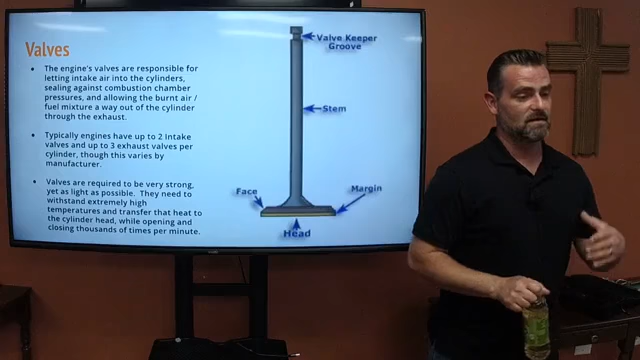 Valves
The engine's valves are responsible for
letting intake air into the cylinders,
sealing against combustion chamber
pressures, and allowing the burnt air /
fuel mixture a way out of the cylinder
through the exhaust.
Typically engines have up to 2 Intake
valves and up to 3 exhaust valves per
cylinder, though this varies by
manufacturer.
Valves are required to be very strong,
yet as light as possible. They need to
withstand extremely high
temperatures and transfer that heat to
the cylinder head, while opening and
closing thousands of times per minute.
Valve Keeper
Groove
Stem
Face
Margin
Head